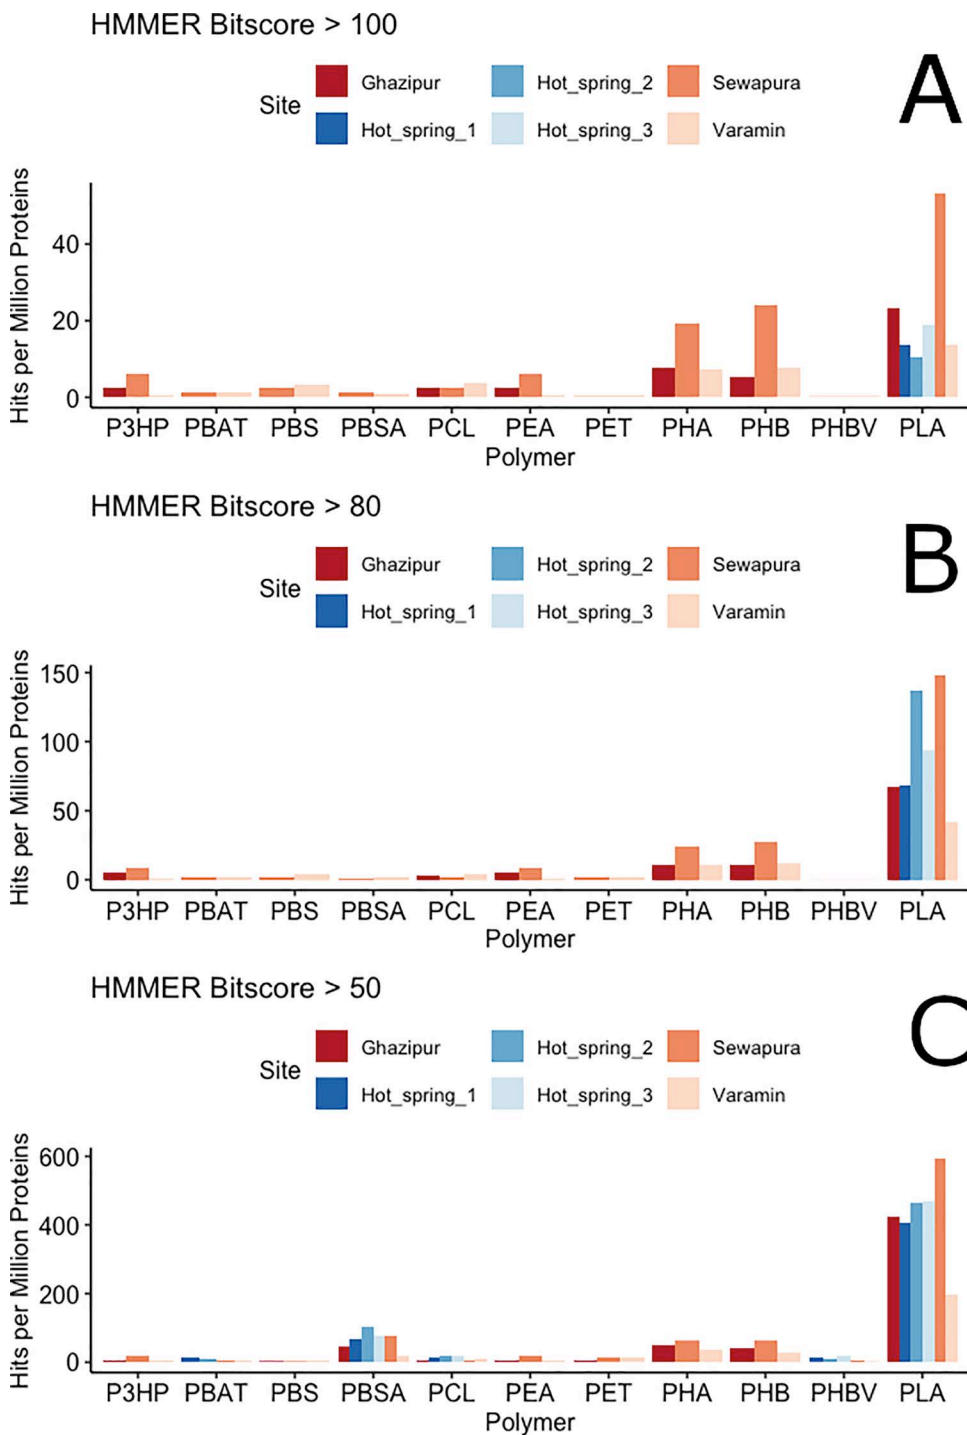 HMMER Bitscore > 100
A
Site
Ghazipur
Hot_spring_2
Sewapura
Hot_spring_1
Hot_spring_3
Varamin
Hits per Million Proteins
40
20
0
P3HP PBAT PBS PBSA PCL PEA PET PHA PHB PHBV PLA
Polymer
HMMER Bitscore > 80
B
Site
Ghazipur
Hot_spring_2
Sewapura
Hot_spring_1
Hot_spring_3
Varamin
Hits per Million Proteins
150
100
50
0
P3HP PBAT PBS PBSA PCL PEA PET PHA PHB PHBV PLA
Polymer
HMMER Bitscore > 50
C
Site
Ghazipur
Hot_spring_2
Sewapura
Hot_spring_1
Hot_spring_3
Varamin
Hits per Million Proteins
600
400
200
0
P3HP PBAT PBS PBSA PCL PEA PET PHA PHB PHBV PLA
Polymer